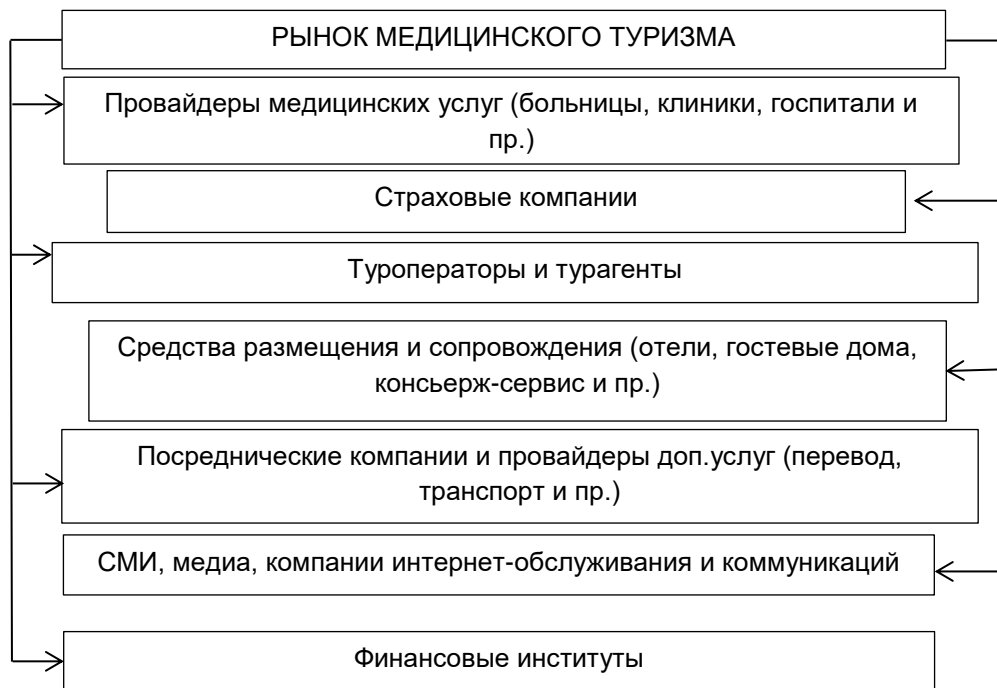 РЫНОК МЕДИЦИНСКОГО ТУРИЗМА
Провайдеры медицинских услуг (больницы, клиники, госпитали и
пр.)
Страховые компании
Туроператоры и турагенты
Средства размещения и сопровождения (отели, гостевые дома,
консьерж-сервис и пр.)
Посреднические компании и провайдеры доп.услуг (перевод,
транспорт и пр.)
СМИ, медиа, компании интернет-обслуживания и коммуникаций
Финансовые институты